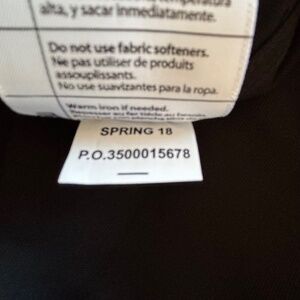 alta, y sacar inmediatamente.
Do not use fabric softeners.
Ne pas utiliser de produits
assouplissants.
No use suavizantes para la ropa.
Warm iron if needed.
SPRING 18
P.O.3500015678